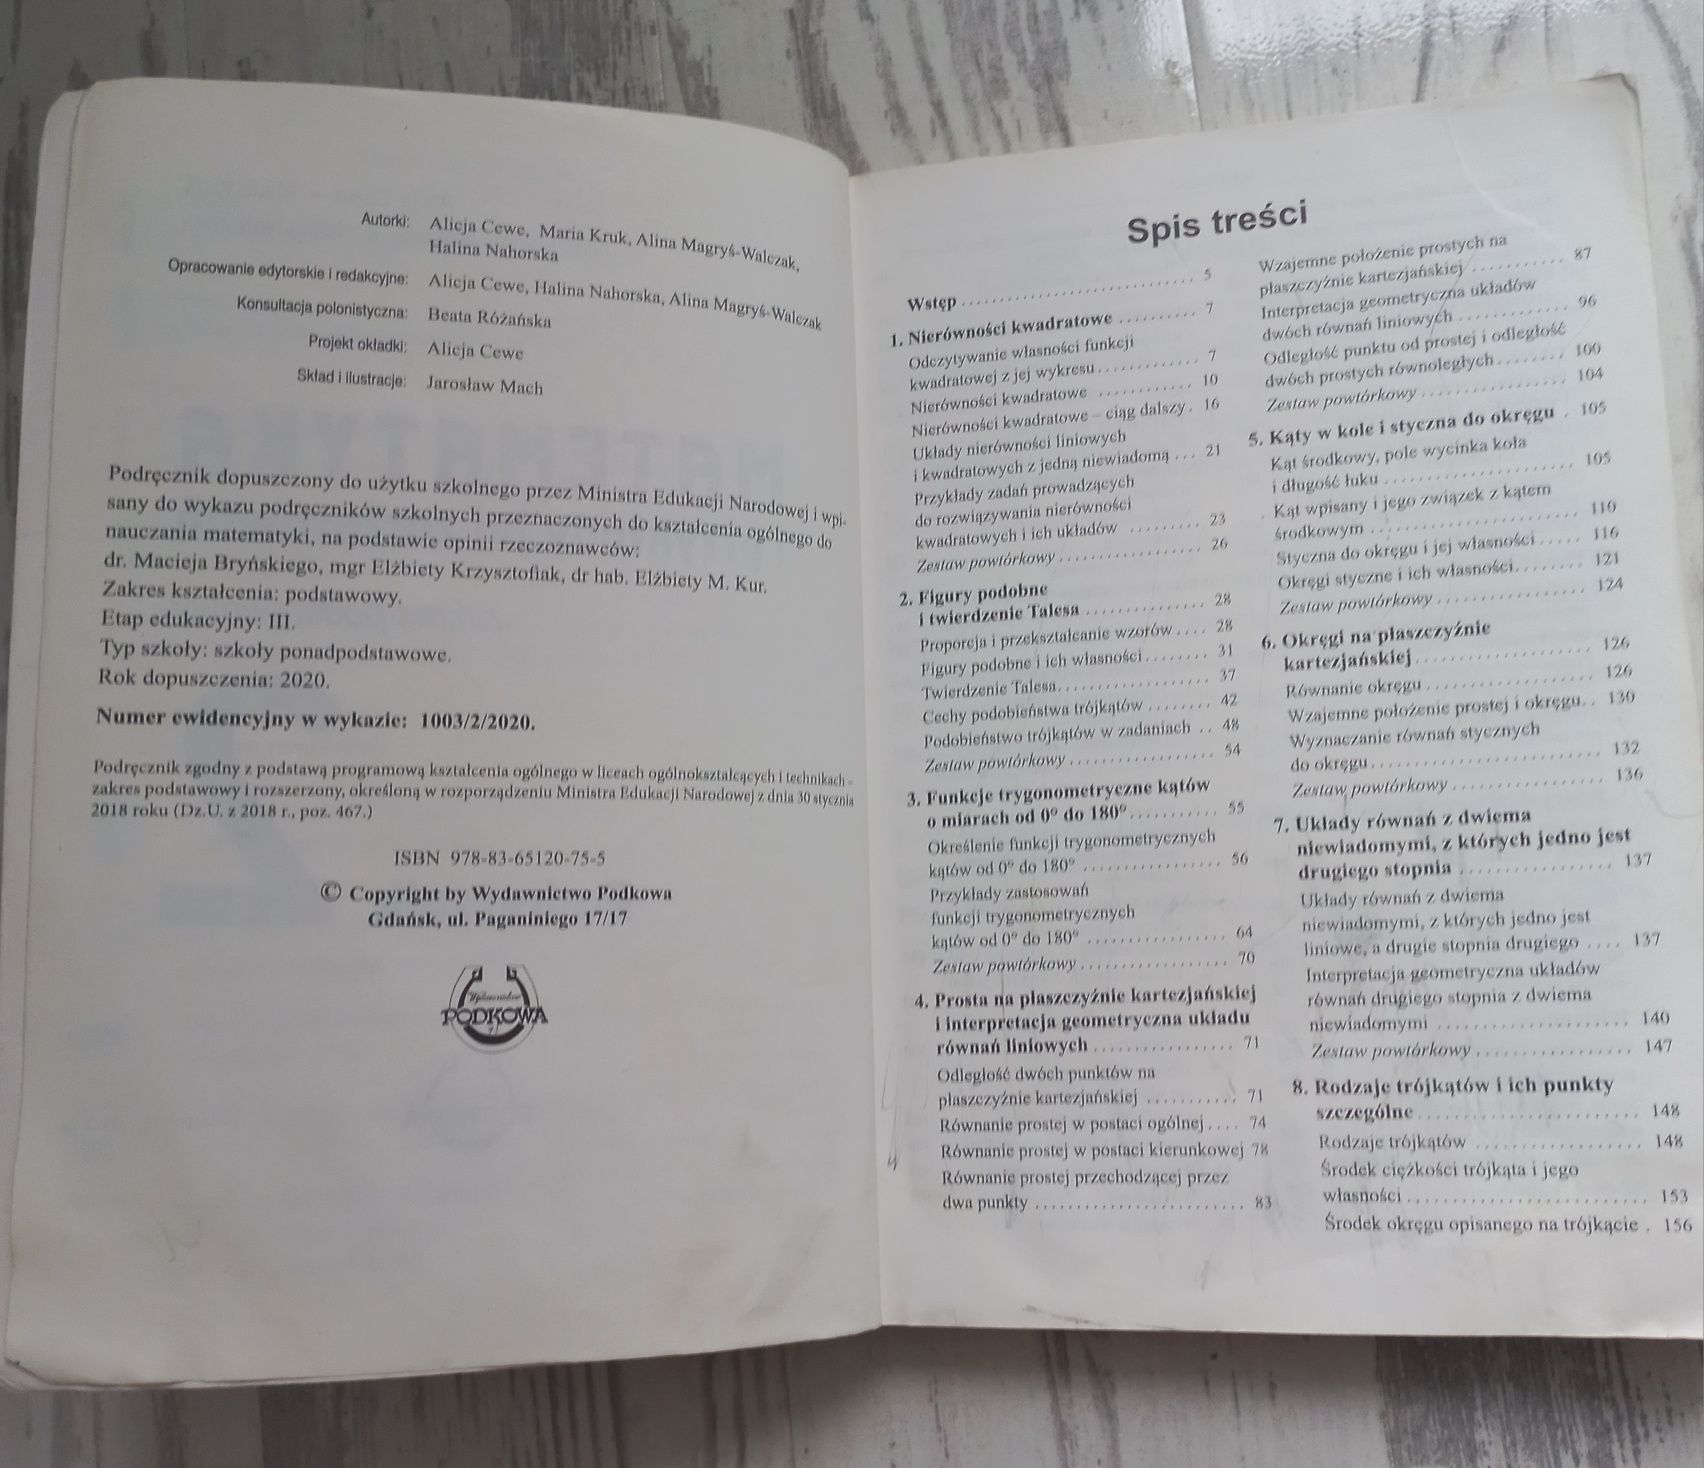 Autorki: Alicja Cewe, Maria Kruk, Alina Magryś-Walczak,
Halina Nahorska
Opracowanie edytorskie i redakcyjne: Alicja Cewe, Halina Nahorska, Alina Magryś-Walczak
Konsultacja polonistyczna: Beata Różańska
Projekt okładki: Alicja Cewe
Skład i ilustracje: Jarosław Mach
Podręcznik dopuszczony do użytku szkolnego przez Ministra Edukacji Narodowej i wpi-
sany do wykazu podręczników szkolnych przeznaczonych do kształcenia ogólnego do
nauczania matematyki, na podstawie opinii rzeczoznawców:
dr. Macieja Bryńskiego, mgr Elżbiety Krzysztofiak, dr hab. Elżbiety M. Kur.
Zakres kształcenia: podstawowy.
Etap edukacyjny: III.
Typ szkoły: szkoły ponadpodstawowe.
Rok dopuszczenia: 2020.
Numer ewidencyjny w wykazie: 1003/2/2020.
Podręcznik zgodny z podstawą programową kształcenia ogólnego w liceach ogólnokształcących i technikach –
zakres podstawowy i rozszerzony, określoną w rozporządzeniu Ministra Edukacji Narodowej z dnia 30 stycznia
2018 roku (Dz.U. z 2018 r., poz. 467.)
ISBN 978-83-65120-75-5
© Copyright by Wydawnictwo Podkowa
Gdańsk, ul. Paganiniego 17/17
Wydawnictwo
PODKOWA
Spis treści
Wstęp .............................. 5
1. Nierówności kwadratowe .......... 7
Odczytywanie własności funkcji
kwadratowej z jej wykresu ............. 7
Nierówności kwadratowe ............ 10
Nierówności kwadratowe – ciąg dalszy . 16
Układy nierówności liniowych
i kwadratowych z jedną niewiadomą ... 21
Przykłady zadań prowadzących
do rozwiązywania nierówności
kwadratowych i ich układów ......... 23
Zestaw powtórkowy .................. 26
2. Figury podobne
i twierdzenie Talesa ............... 28
Proporcja i przekształcanie wzorów .... 28
Figury podobne i ich własności ........ 31
Twierdzenie Talesa ................... 37
Cechy podobieństwa trójkątów ........ 42
Podobieństwo trójkątów w zadaniach .. 48
Zestaw powtórkowy .................. 54
3. Funkcje trygonometryczne kątów
o miarach od 0° do 180° ........... 55
Określenie funkcji trygonometrycznych
kątów od 0° do 180° ................. 56
Przykłady zastosowań
funkcji trygonometrycznych
kątów od 0° do 180° ................. 64
Zestaw powtórkowy .................. 70
4. Prosta na płaszczyźnie kartezjańskiej
i interpretacja geometryczna układu
równań liniowych ................. 71
Odległość dwóch punktów na
płaszczyźnie kartezjańskiej ........... 71
Równanie prostej w postaci ogólnej .... 74
Równanie prostej w postaci kierunkowej 78
Równanie prostej przechodzącej przez
dwa punkty ......................... 83
Wzajemne położenie prostych na
płaszczyźnie kartezjańskiej ........... 87
Interpretacja geometryczna układów
dwóch równań liniowych ............. 96
Odległość punktu od prostej i odległość
dwóch prostych równoległych ........ 100
Zestaw powtórkowy ................. 104
5. Kąty w kole i styczna do okręgu . 105
Kąt środkowy, pole wycinka koła
i długość łuku ...................... 105
Kąt wpisany i jego związek z kątem
środkowym ........................ 110
Styczna do okręgu i jej własności ..... 116
Okręgi styczne i ich własności ........ 121
Zestaw powtórkowy ................. 124
6. Okręgi na płaszczyźnie
kartezjańskiej .................... 126
Równanie okręgu ................... 126
Wzajemne położenie prostej i okręgu .. 130
Wyznaczanie równań stycznych
do okręgu .......................... 132
Zestaw powtórkowy ................. 136
7. Układy równań z dwiema
niewiadomymi, z których jedno jest
drugiego stopnia ................. 137
Układy równań z dwiema
niewiadomymi, z których jedno jest
liniowe, a drugie stopnia drugiego .... 137
Interpretacja geometryczna układów
równań drugiego stopnia z dwiema
niewiadomymi ..................... 140
Zestaw powtórkowy ................. 147
8. Rodzaje trójkątów i ich punkty
szczególne ........................ 148
Rodzaje trójkątów .................. 148
Środek ciężkości trójkąta i jego
własności .......................... 153
Środek okręgu opisanego na trójkącie . 156